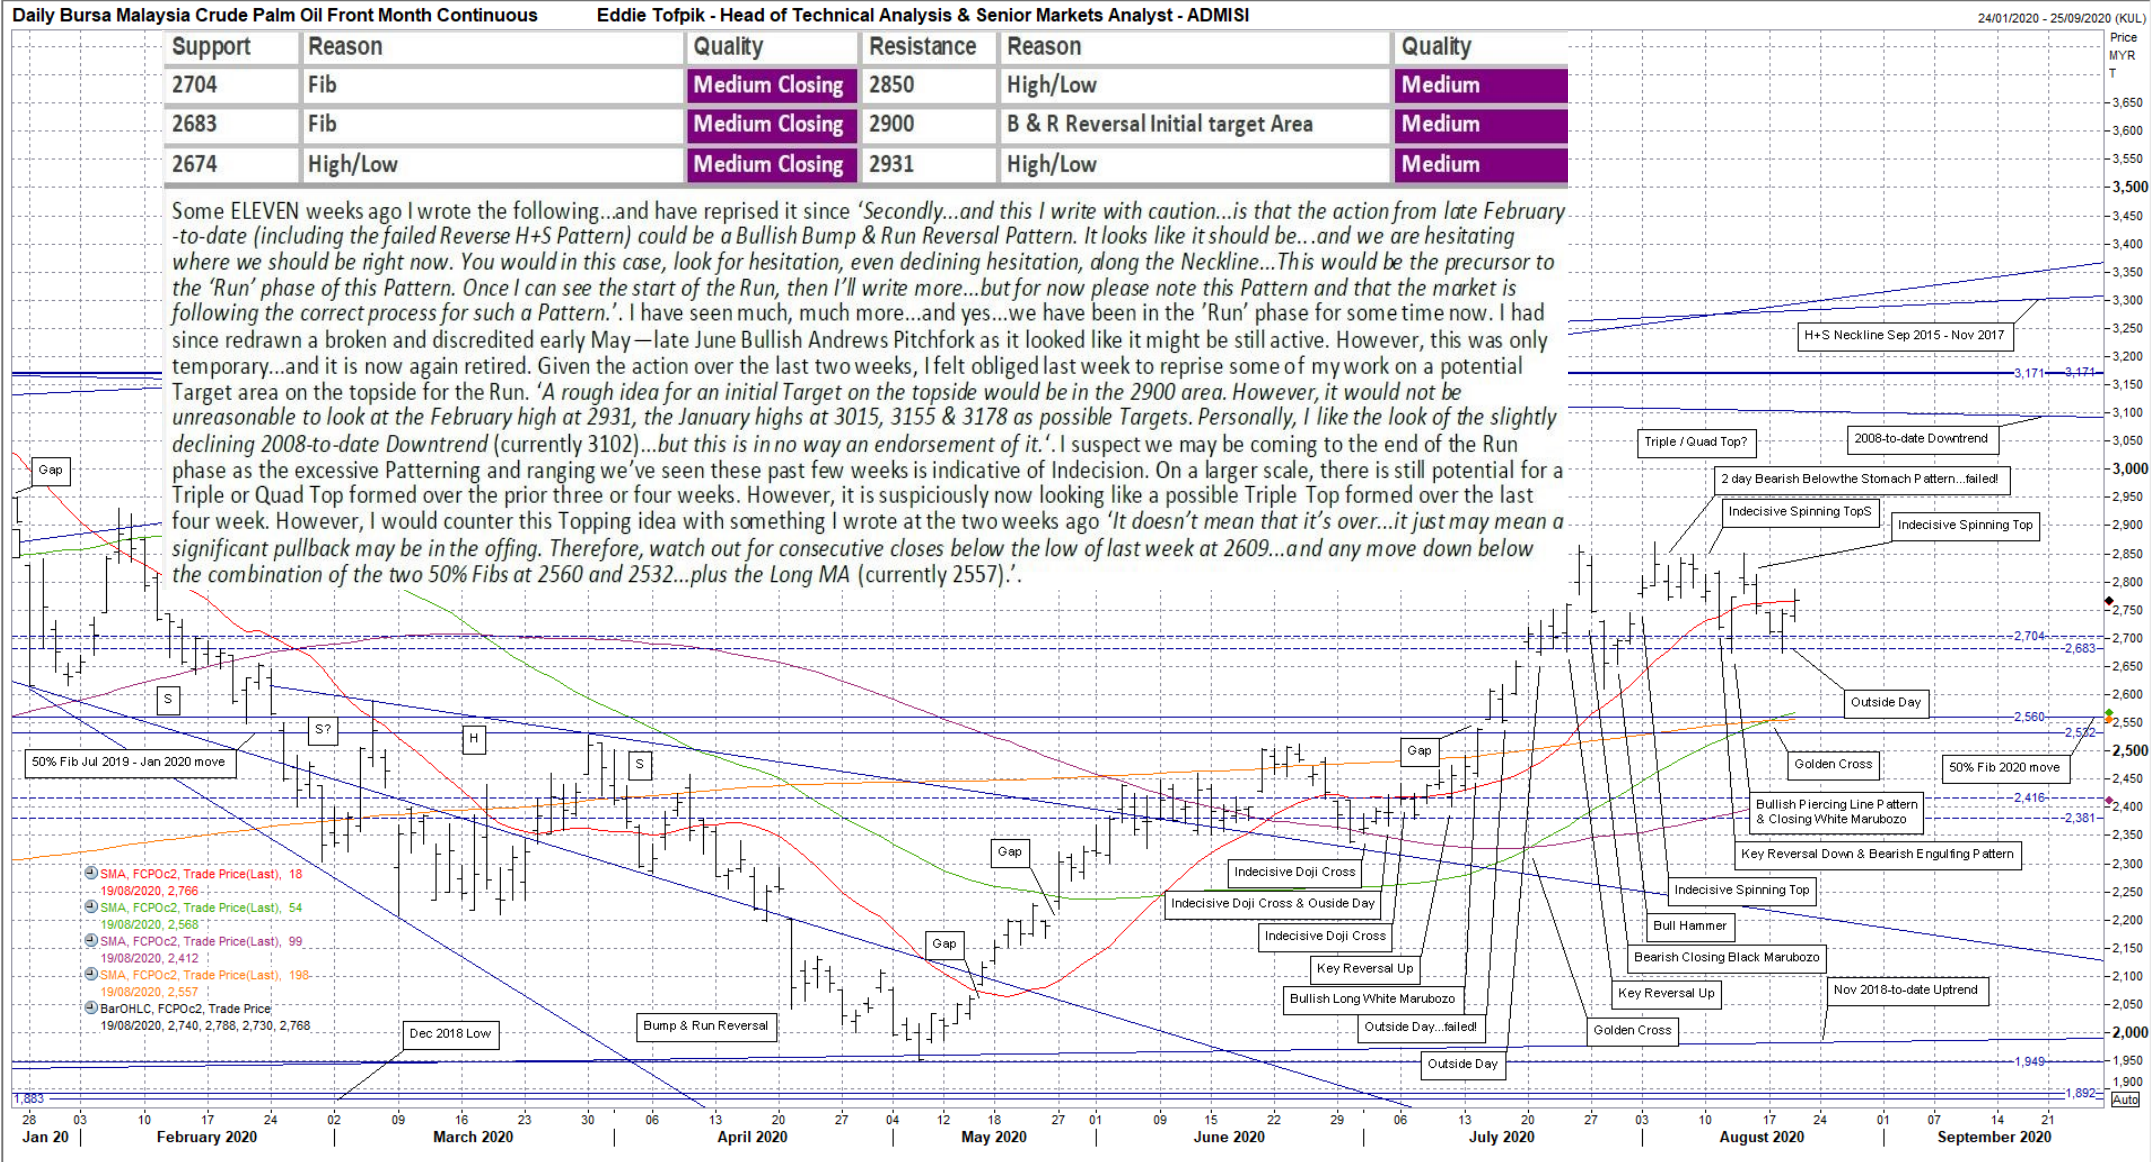 Daily Bursa Malaysia Crude Palm Oil Front Month Continuous Eddie Tofpik - Head of Technical Analysis & Senior Markets Analyst - ADMISI 24/01/2020 - 25/09/2020 (KUL)
Support Reason Quality Resistance Reason Quality
2704 Fib Medium Closing 2850 High/Low Medium
2683 Fib Medium Closing 2900 B & R Reversal Initial target Area Medium
2674 High/Low Medium Closing 2931 High/Low Medium
Some ELEVEN weeks ago I wrote the following...and have reprised it since ‘Secondly...and this I write with caution...is that the action from late February
-to-date (including the failed Reverse H+S Pattern) could be a Bullish Bump & Run Reversal Pattern. It looks like it should be...and we are hesitating
where we should be right now. You would in this case, look for hesitation, even declining hesitation, along the Neckline...This would be the precursor to
the ‘Run’ phase of this Pattern. Once I can see the start of the Run, then I’ll write more...but for now please note this Pattern and that the market is
following the correct process for such a Pattern.’. I have seen much, much more...and yes...we have been in the ’Run’ phase for some time now. I had
since redrawn a broken and discredited early May—late June Bullish Andrews Pitchfork as it looked like it might be still active. However, this was only
temporary...and it is now again retired. Given the action over the last two weeks, I felt obliged last week to reprise some of my work on a potential
Target area on the topside for the Run. ‘A rough idea for an initial Target on the topside would be in the 2900 area. However, it would not be
unreasonable to look at the February high at 2931, the January highs at 3015, 3155 & 3178 as possible Targets. Personally, I like the look of the slightly
declining 2008-to-date Downtrend (currently 3102)...but this is in no way an endorsement of it.‘. I suspect we may be coming to the end of the Run
phase as the excessive Patterning and ranging we’ve seen these past few weeks is indicative of Indecision. On a larger scale, there is still potential for a
Triple or Quad Top formed over the prior three or four weeks. However, it is suspiciously now looking like a possible Triple Top formed over the last
four week. However, I would counter this Topping idea with something I wrote at the two weeks ago ‘It doesn’t mean that it’s over...it just may mean a
significant pullback may be in the offing. Therefore, watch out for consecutive closes below the low of last week at 2609...and any move down below
the combination of the two 50% Fibs at 2560 and 2532...plus the Long MA (currently 2557).’.
Price
MYR
T
3,650
3,600
3,550
3,500
3,450
3,400
3,350
3,300
3,250
3,200
3,150
3,100
3,050
3,000
2,950
2,900
2,850
2,800
2,750
2,700
2,650
2,600
2,550
2,500
2,450
2,400
2,350
2,300
2,250
2,200
2,150
2,100
2,050
2,000
1,950
1,900
Auto
H+S Neckline Sep 2015 - Nov 2017
3,171 3,171
2008-to-date Downtrend
Triple / Quad Top?
2 day Bearish Belowthe Stomach Pattern...failed!
Indecisive Spinning TopS
Indecisive Spinning Top
2,704
2,683
Outside Day
2,560
2,532
Golden Cross
50% Fib 2020 move
2,416
2,381
Bullish Piercing Line Pattern
& Closing White Marubozo
Key Reversal Down & Bearish Engulfing Pattern
Indecisive Spinning Top
Bull Hammer
Bearish Closing Black Marubozo
Key Reversal Up
Nov 2018-to-date Uptrend
Golden Cross
1,949
1,892
Gap
S
S?
H
S
50% Fib Jul 2019 - Jan 2020 move
Gap
Gap
Gap
Indecisive Doji Cross
Indecisive Doji Cross & Ouside Day
Indecisive Doji Cross
Key Reversal Up
Bullish Long White Marubozo
Outside Day...failed!
Outside Day
Bump & Run Reversal
Dec 2018 Low
SMA, FCPOc2, Trade Price(Last), 18
19/08/2020, 2,766
SMA, FCPOc2, Trade Price(Last), 54
19/08/2020, 2,568
SMA, FCPOc2, Trade Price(Last), 99
19/08/2020, 2,412
SMA, FCPOc2, Trade Price(Last), 198
19/08/2020, 2,557
BarOHLC, FCPOc2, Trade Price
19/08/2020, 2,740, 2,788, 2,730, 2,768
1,883
28 03 10 17 24 02 09 16 23 30 06 13 20 27 04 12 18 27 01 09 15 22 29 06 13 20 27 03 10 17 24 01 07 14 21
Jan 20 February 2020 March 2020 April 2020 May 2020 June 2020 July 2020 August 2020 September 2020